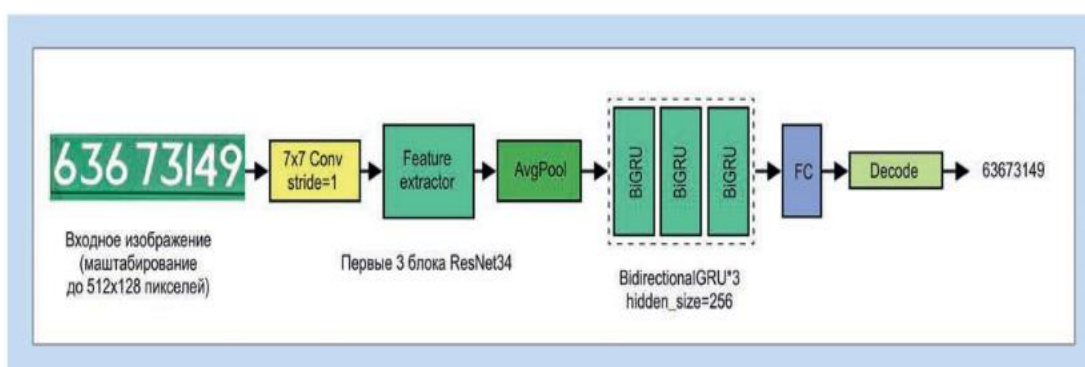 636 73149
7x7 Conv
stride=1
Feature
extractor
AvgPool
BiGRU
BiGRU
BiGRU
FC
Decode
63673149
Входное изображение
(маштабирование
до 512x128 пикселей)
Первые 3 блока ResNet34
BidirectionalGRU*3
hidden_size=256